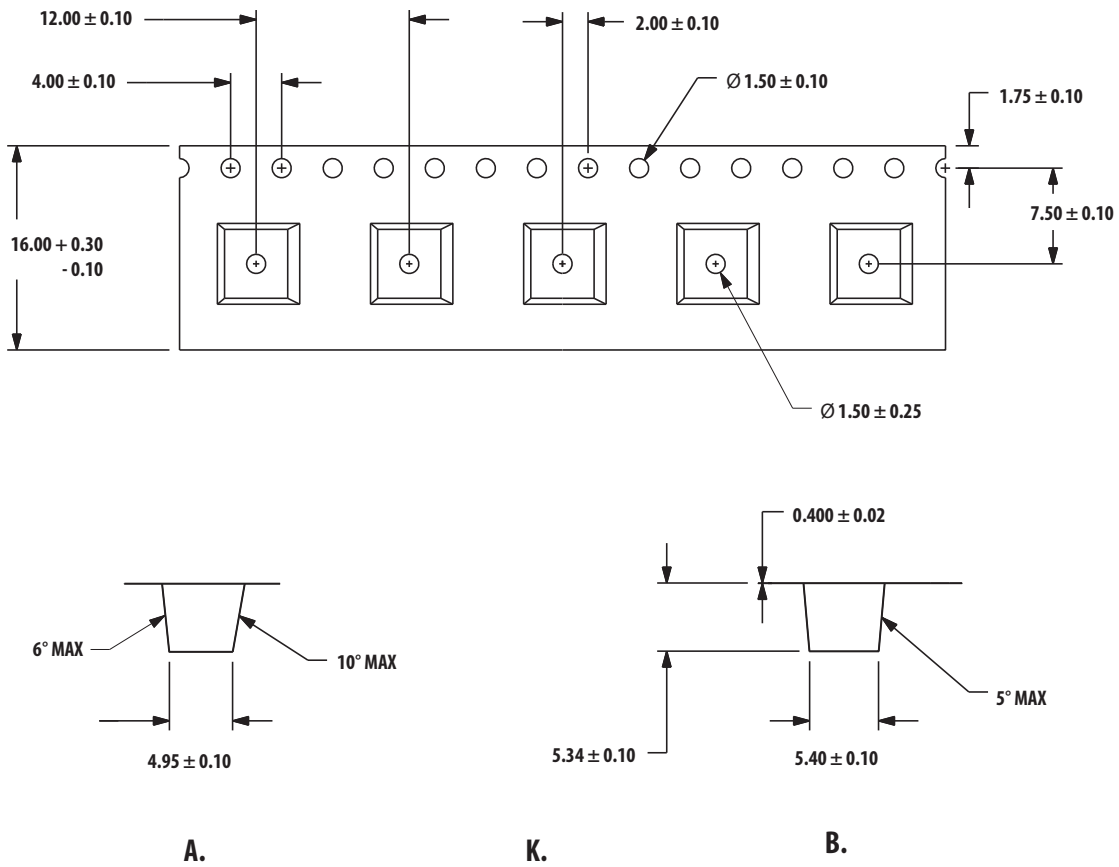 12.00 ± 0.10
2.00 ± 0.10
4.00 ± 0.10
Ø 1.50 ± 0.10
1.75 ± 0.10
7.50 ± 0.10
16.00 + 0.30
- 0.10
Ø 1.50 ± 0.25
0.400 ± 0.02
6° MAX
10° MAX
5° MAX
4.95 ± 0.10
5.34 ± 0.10
5.40 ± 0.10
A.
K.
B.